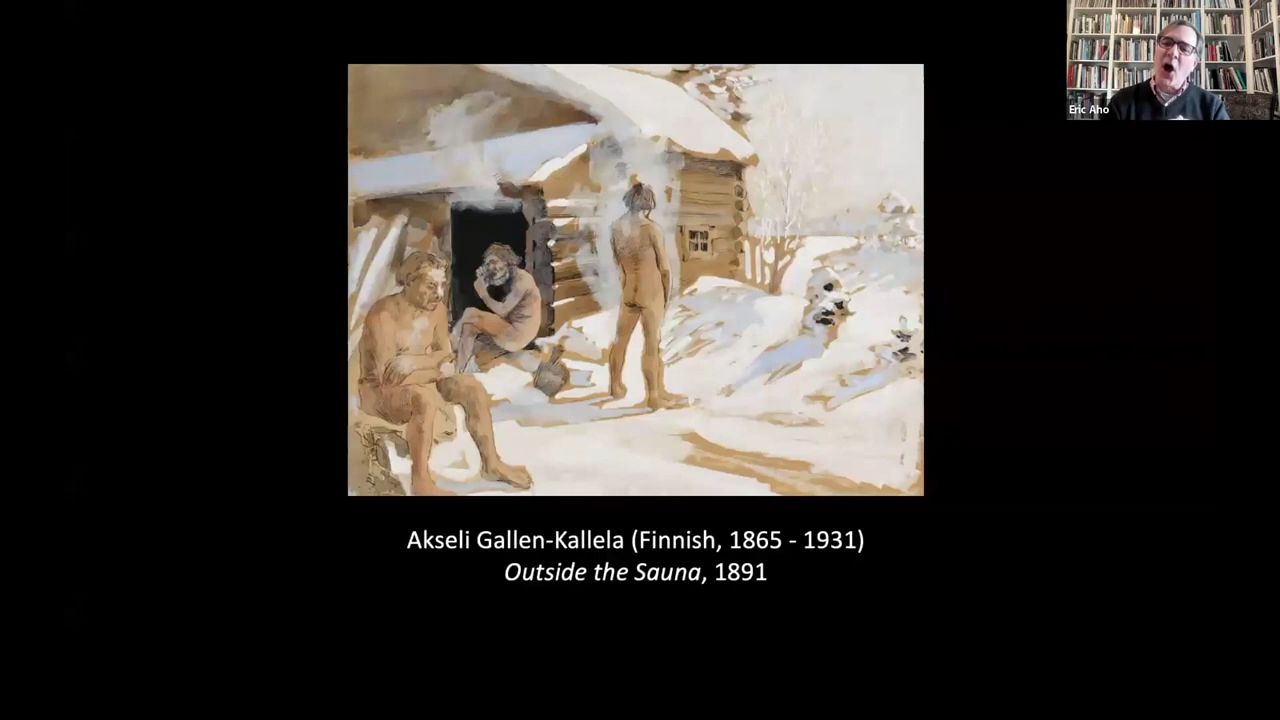 Eric Aho
Akseli Gallen-Kallela (Finnish, 1865 - 1931)
Outside the Sauna, 1891